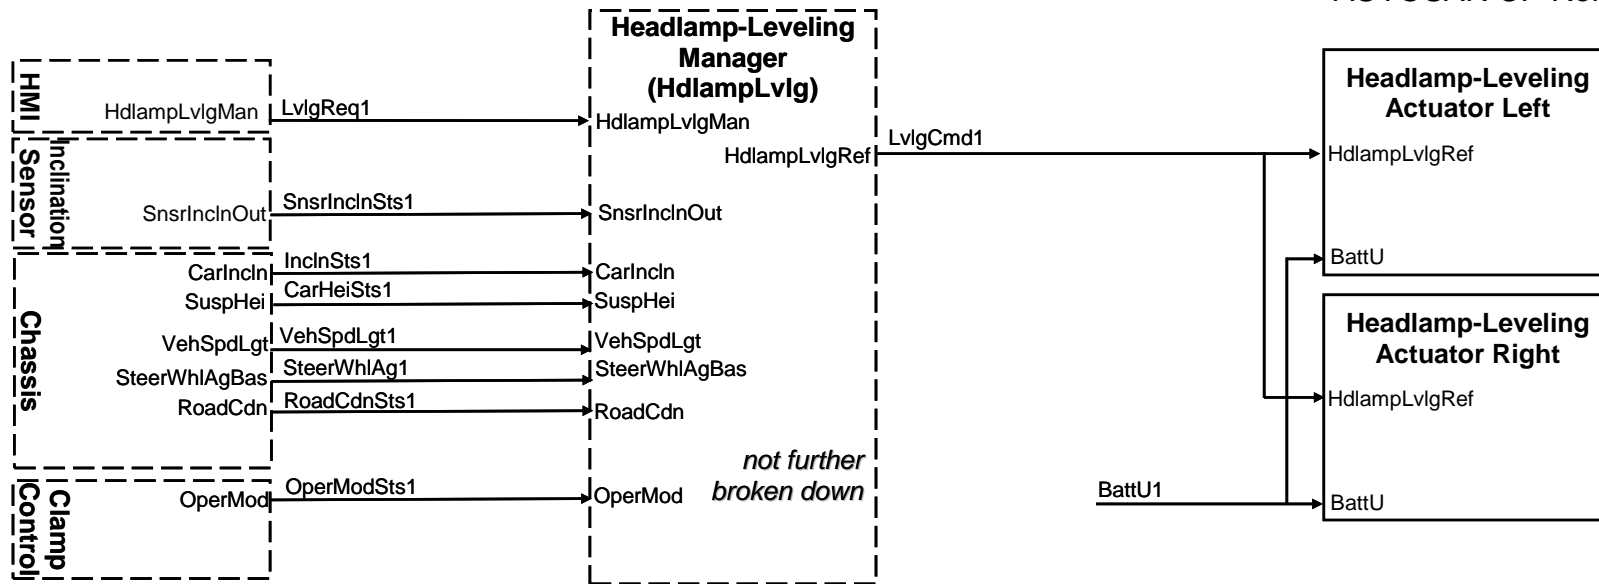 HMI
HdlampLvlgMan
LvlgReq1
Inclination
Sensor
SnsrInclnOut
SnsrInclnSts1
Chassis
CarIncln
InclnSts1
SuspHei
CarHeiSts1
VehSpdLgt
VehSpdLgt1
SteerWhlAgBas
SteerWhlAg1
RoadCdn
RoadCdnSts1
Clamp
Control
OperMod
OperModSts1
Headlamp-Leveling
Manager
(HdlampLvlg)
HdlampLvlgMan
HdlampLvlgRef
SnsrInclnOut
CarIncln
SuspHei
VehSpdLgt
SteerWhlAgBas
RoadCdn
not further
broken down
OperMod
LvlgCmd1
BattU1
Headlamp-Leveling
Actuator Left
HdlampLvlgRef
BattU
Headlamp-Leveling
Actuator Right
HdlampLvlgRef
BattU